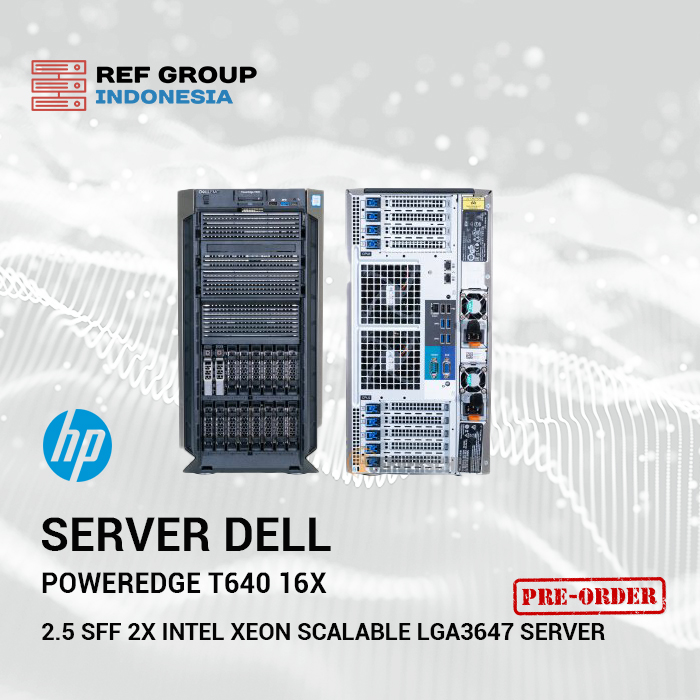 REF GROUP
INDONESIA
hp
SERVER DELL
POWEREDGE T640 16X
PRE-ORDER
2.5 SFF 2X INTEL XEON SCALABLE LGA3647 SERVER